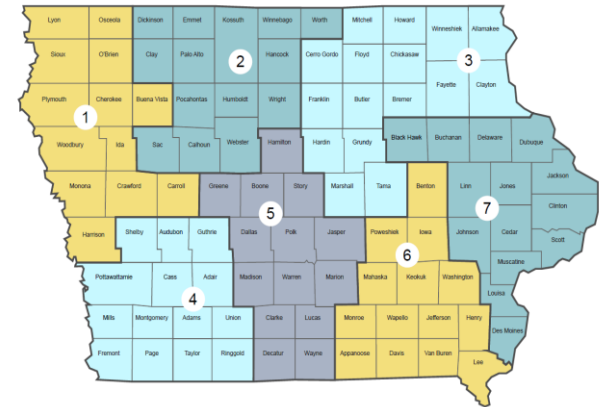 Lyon Osceola Dickinson Emmet Kossuth Winnebago Worth Mitchell Howard Winneshiek Allamakee
Sioux O'Brien Clay Palo Alto 2 Hancock Cerro Gordo Floyd Chickasaw 3
Plymouth Cherokee Buena Vista Pocahontas Humboldt Wright Franklin Butler Bremer Fayette Clayton
1
Woodbury Ida Sac Calhoun Webster Hamilton Hardin Grundy Black Hawk Buchanan Delaware Dubuque
Monona Crawford Carroll Greene Boone Story Marshall Tama Benton Linn Jones Jackson
5 7
Harrison Shelby Audubon Guthrie Dallas Polk Jasper Poweshiek Iowa Johnson Cedar Clinton
6 Scott
Pottawattamie Cass Adair Madison Warren Marion Mahaska Keokuk Washington Muscatine
4 Louisa
Mills Montgomery Adams Union Clarke Lucas Monroe Wapello Jefferson Henry Des Moines
Fremont Page Taylor Ringgold Decatur Wayne Appanoose Davis Van Buren Lee